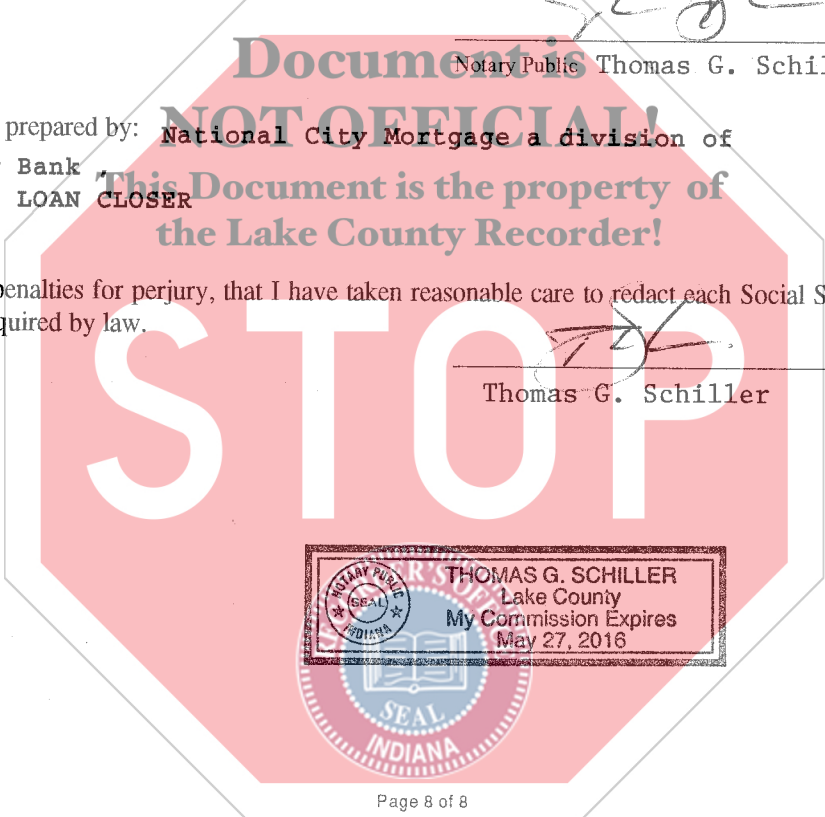 Document is
Notary Public Thomas G. Schil
NOT OFFICIAL!
prepared by: National City Mortgage a division of
Bank ,
This Document is the property of
LOAN CLOSER
the Lake County Recorder!
penalties for perjury, that I have taken reasonable care to redact each Social S
quired by law.
STOP
Thomas G. Schiller
NOTARY PUBLIC
SEAL
INDIANA
THOMAS G. SCHILLER
Lake County
My Commission Expires
May 27, 2016
SEAL
INDIANA
Page 8 of 8